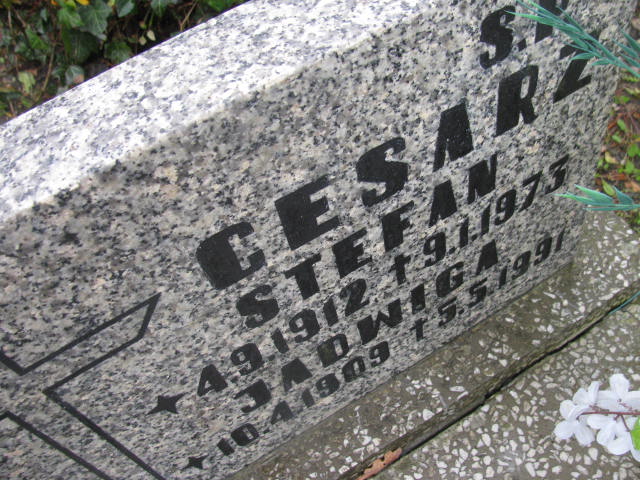 Ś.P.
CESARZ
STEFAN
4.9.1912 † 9.1.1973
JADWIGA
10.4.1909 † 5.5.1991